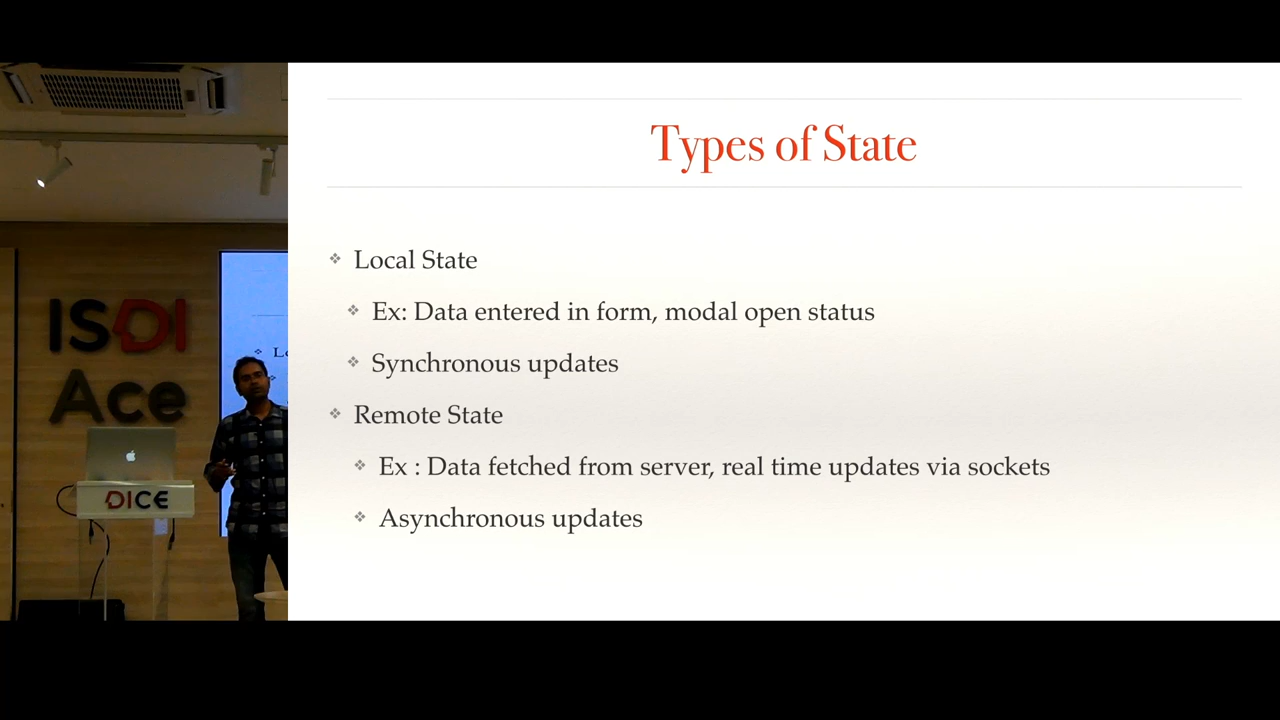 ISDI
Ace
DICE
Types of State
Local State
Ex: Data entered in form, modal open status
Synchronous updates
Remote State
Ex : Data fetched from server, real time updates via sockets
Asynchronous updates